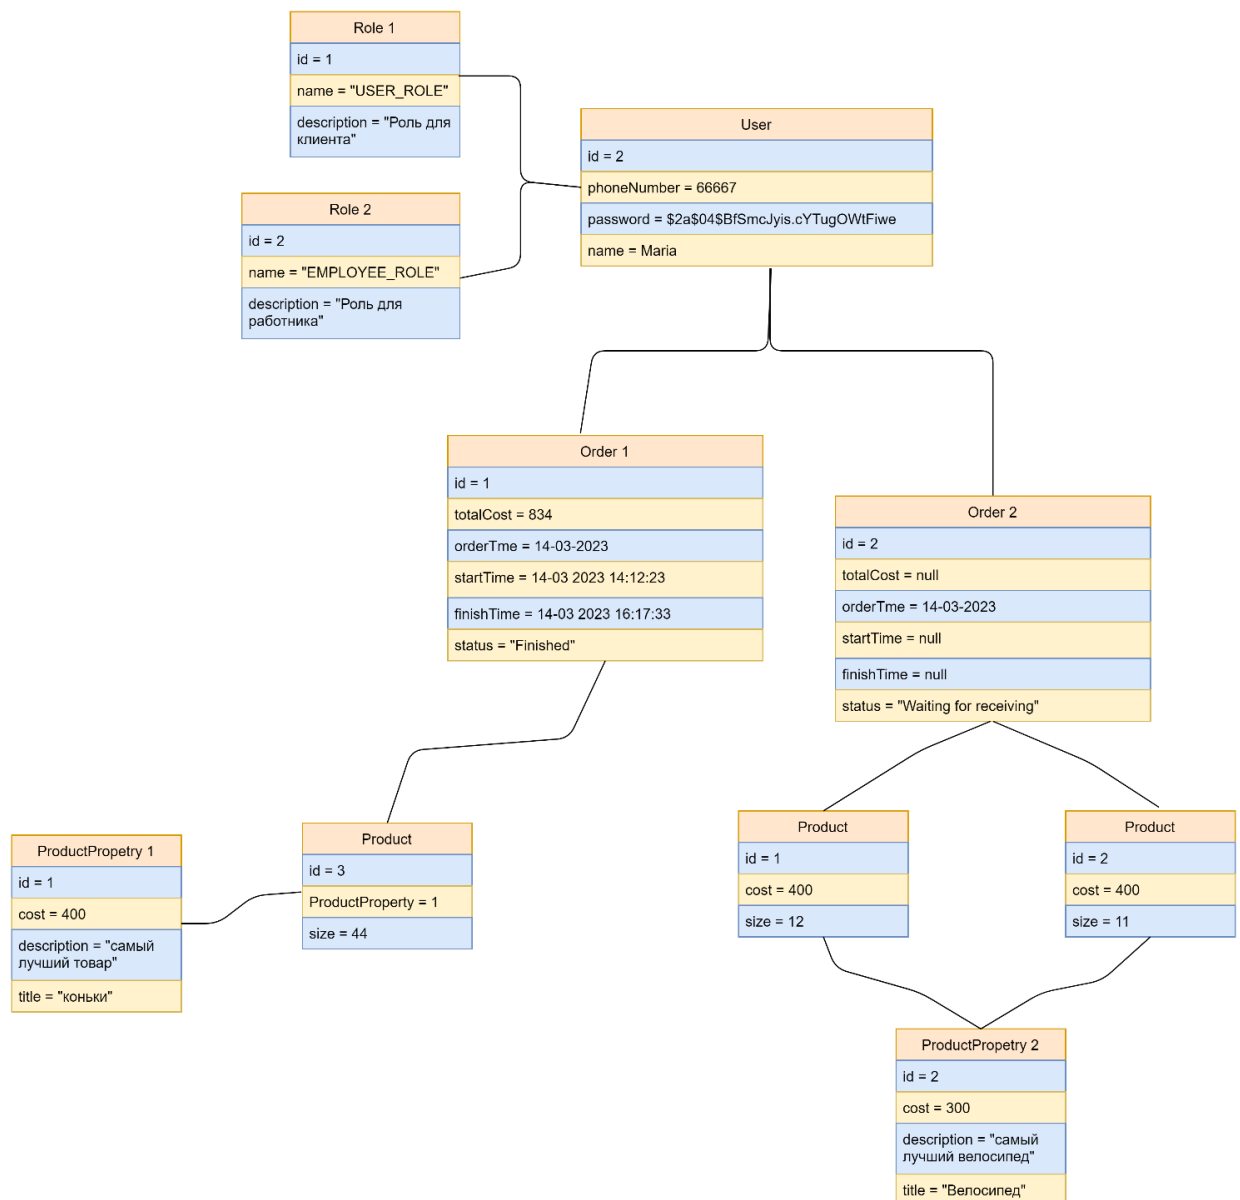 Role 1
id = 1
name = "USER_ROLE"
description = "Роль для
клиента"
User
id = 2
phoneNumber = 66667
password = $2a$04$BfSmcJyis.cYTugOWtFiwe
name = Maria
Role 2
id = 2
name = "EMPLOYEE_ROLE"
description = "Роль для
работника"
Order 1
id = 1
totalCost = 834
orderTme = 14-03-2023
startTime = 14-03 2023 14:12:23
finishTime = 14-03 2023 16:17:33
status = "Finished"
Order 2
id = 2
totalCost = null
orderTme = 14-03-2023
startTime = null
finishTime = null
status = "Waiting for receiving"
ProductPropetry 1
id = 1
cost = 400
description = "самый
лучший товар"
title = "коньки"
Product
id = 3
ProductProperty = 1
size = 44
Product
id = 1
cost = 400
size = 12
Product
id = 2
cost = 400
size = 11
ProductPropetry 2
id = 2
cost = 300
description = "самый
лучший велосипед"
title = "Велосипед"